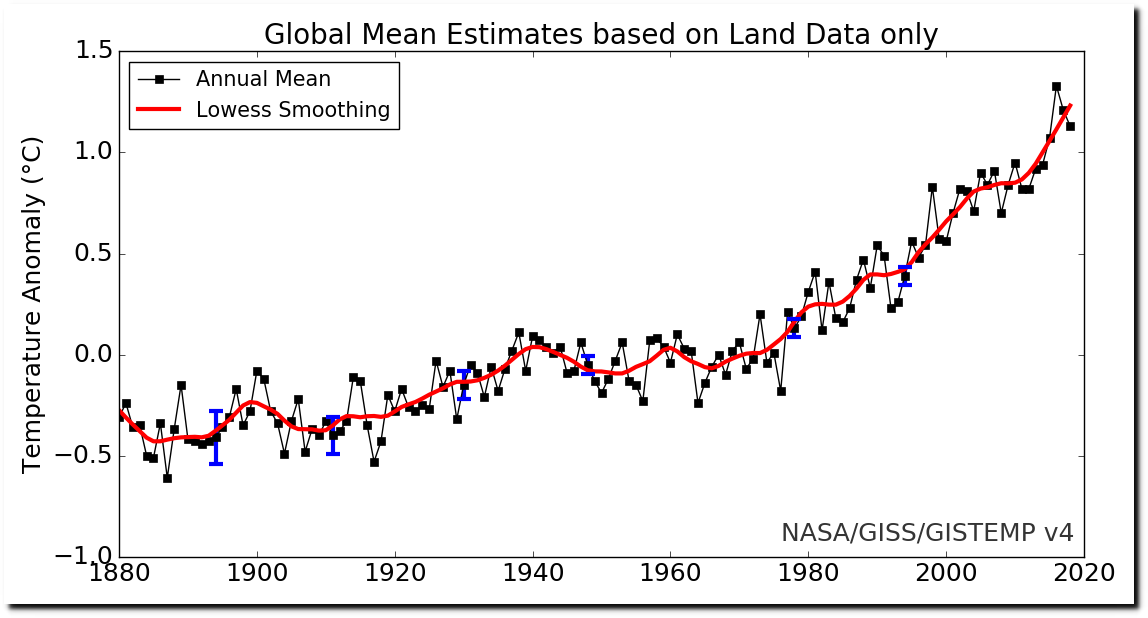 Global Mean Estimates based on Land Data only
1.5
Annual Mean
Lowess Smoothing
1.0
Temperature Anomaly (°C)
0.5
0.0
−0.5
NASA/GISS/GISTEMP v4
−1.0
1880 1900 1920 1940 1960 1980 2000 2020